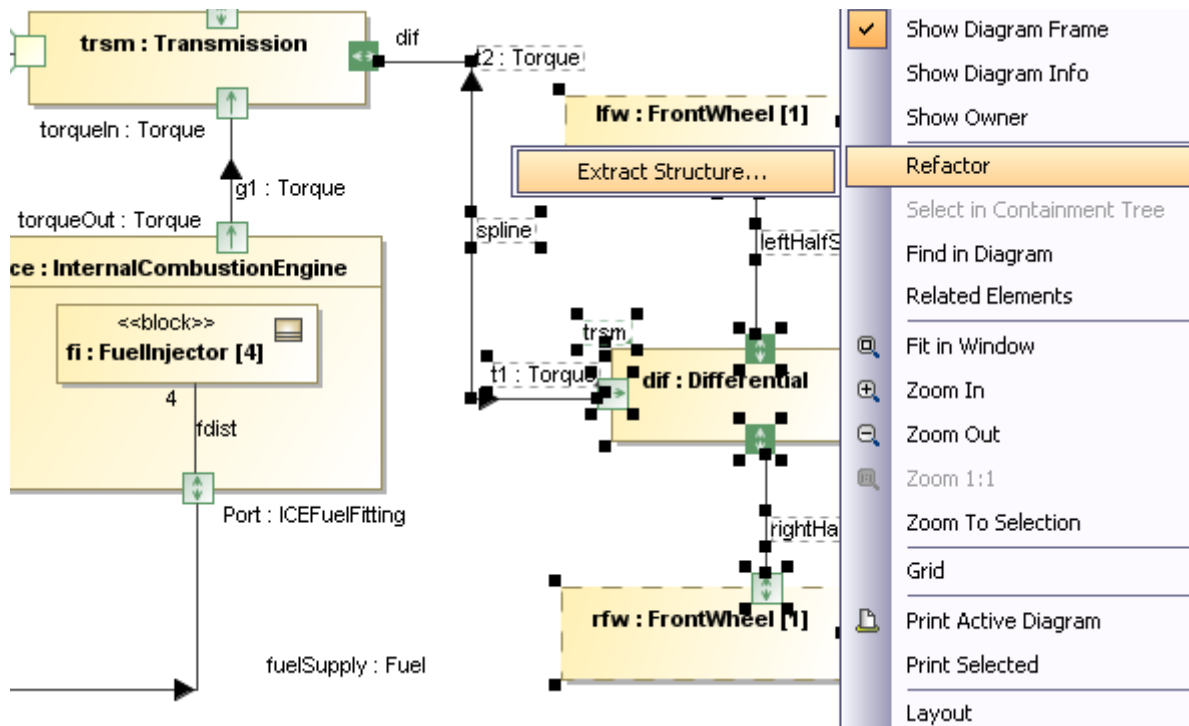 trsm : Transmission
dif
t2 : Torque
torqueIn : Torque
g1 : Torque
torqueOut : Torque
ce : InternalCombustionEngine
<<block>>
fi : FuelInjector [4]
4
fdist
Port : ICEFuelFitting
fuelSupply : Fuel
lfw : FrontWheel [1]
Extract Structure...
spline
leftHalfS
trsm
t1 : Torque
dif : Differential
rightHa
rfw : FrontWheel [1]
Show Diagram Frame
Show Diagram Info
Show Owner
Refactor
Select in Containment Tree
Find in Diagram
Related Elements
Fit in Window
Zoom In
Zoom Out
Zoom 1:1
Zoom To Selection
Grid
Print Active Diagram
Print Selected
Layout